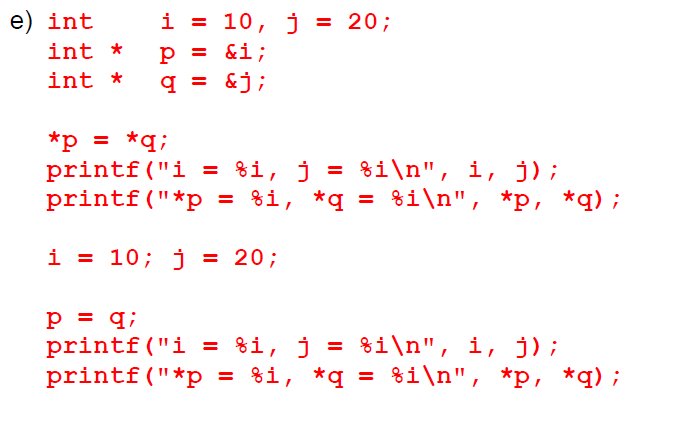 e) int    i = 10, j = 20;
int *  p = &i;
int *  q = &j;
*p = *q;
printf("i = %i, j = %i\n", i, j);
printf("*p = %i, *q = %i\n", *p, *q);
i = 10; j = 20;
p = q;
printf("i = %i, j = %i\n", i, j);
printf("*p = %i, *q = %i\n", *p, *q);